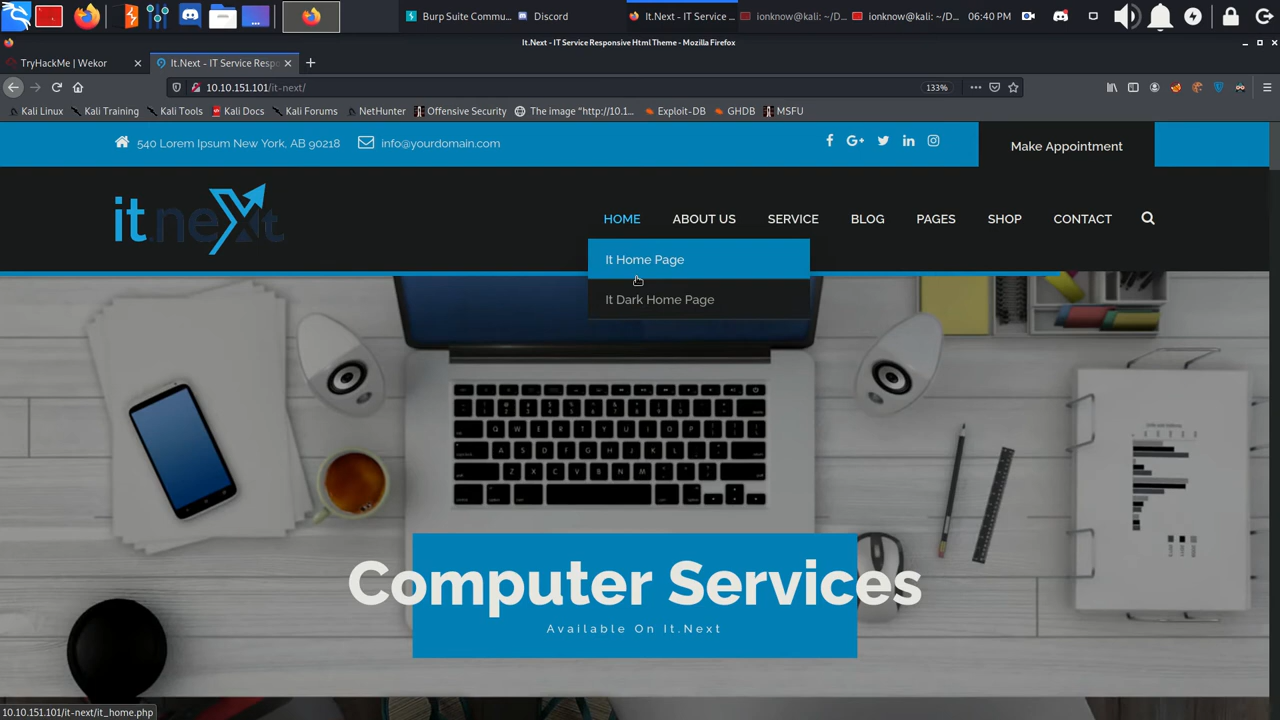 Burp Suite Commu...
Discord
It.Next - IT Service ...
ionknow@kali: ~/D...
ionknow@kali: ~/D...
06:40 PM
It.Next - IT Service Responsive Html Theme - Mozilla Firefox
TryHackMe | Wekor
It.Next - IT Service Resp
10.10.151.101/it-next/
133%
Kali Linux
Kali Training
Kali Tools
Kali Docs
Kali Forums
NetHunter
Offensive Security
The image "http://10.1...
Exploit-DB
GHDB
MSFU
540 Lorem Ipsum New York, AB 90218
info@yourdomain.com
Make Appointment
it.next
HOME
ABOUT US
SERVICE
BLOG
PAGES
SHOP
CONTACT
It Home Page
It Dark Home Page
Computer Services
Available On It.Next
10.10.151.101/it-next/it_home.php